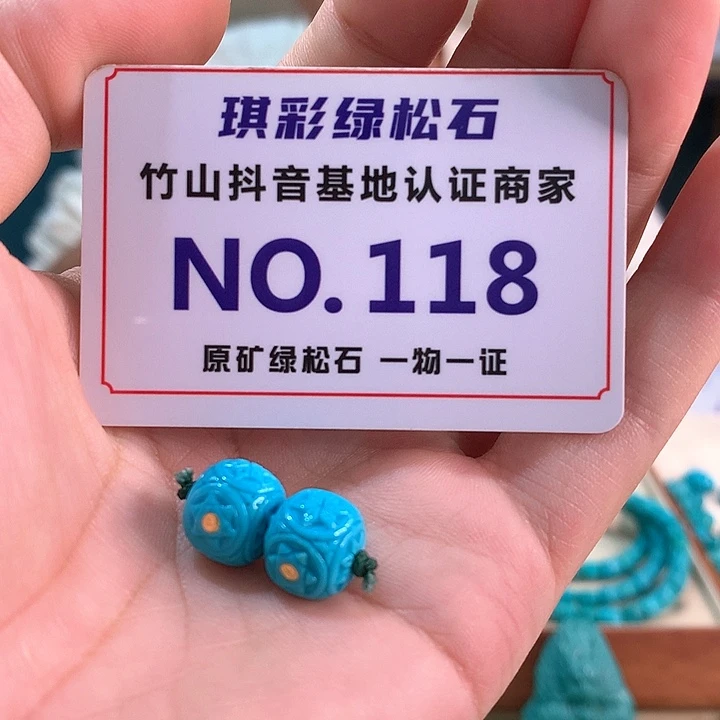 琪彩绿松石
竹山抖音基地认证商家
NO. 118
原矿绿松石 一物一证